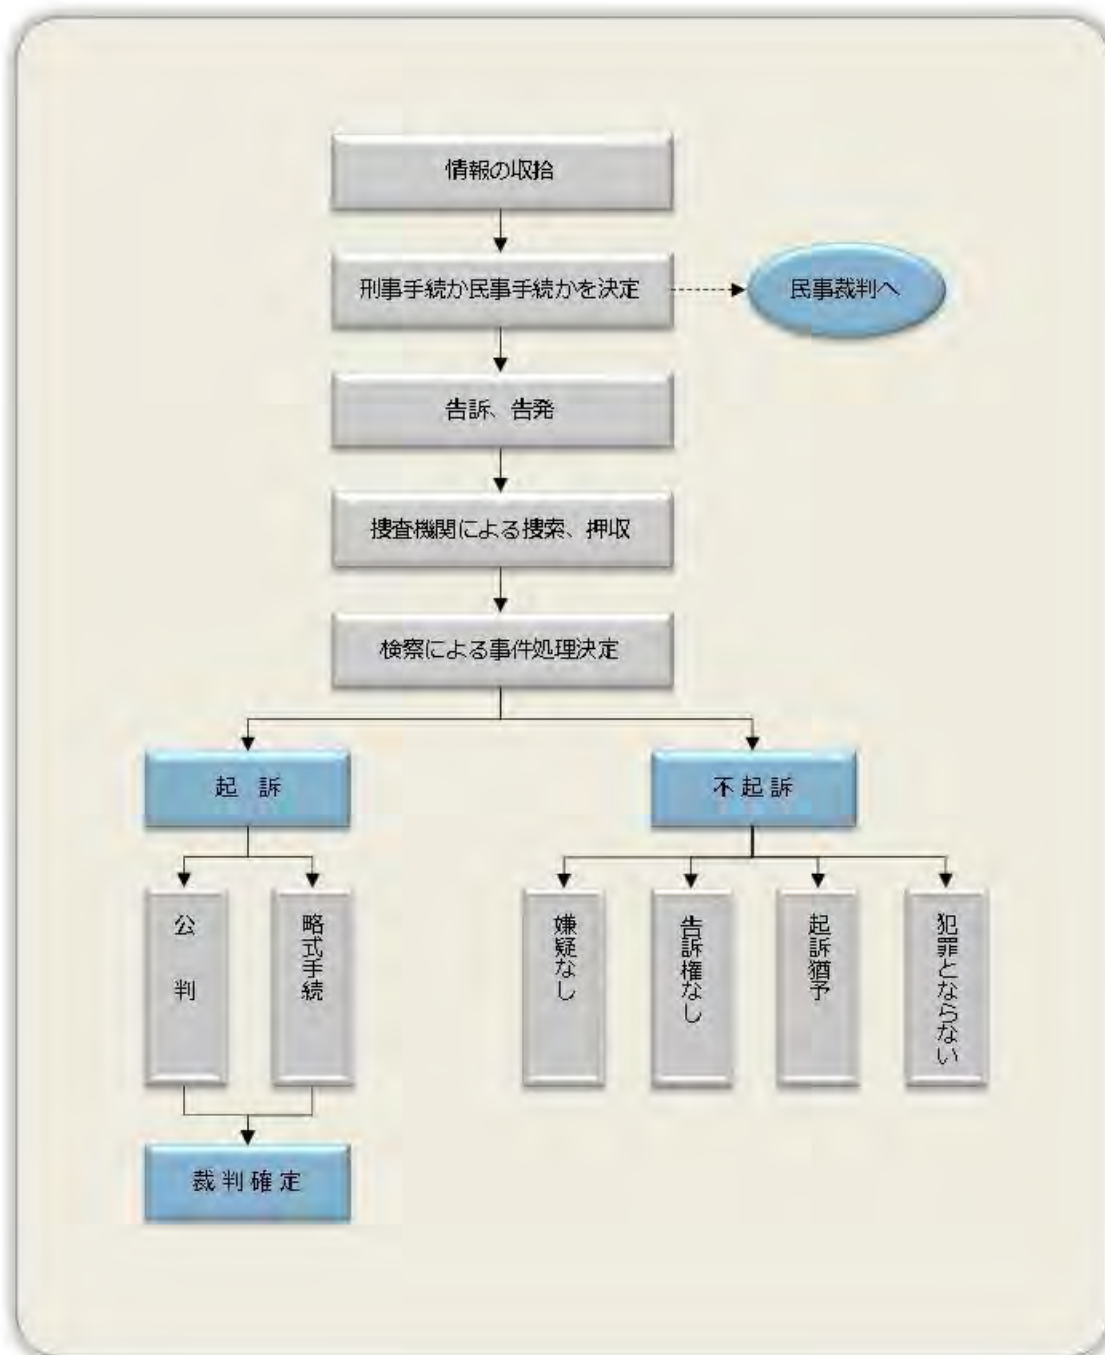 情報の収拾
刑事手続か民事手続かを決定
民事裁判へ
告訴、告発
捜査機関による捜索、押収
検察による事件処理決定
起訴
不起訴
公判
略式手続
嫌疑なし
告訴権なし
起訴猶予
犯罪とならない
裁判確定